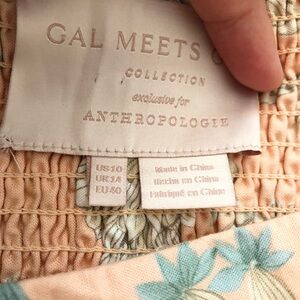 GAL MEETS
COLLECTION
exclusive for
ANTHROPOLOGIE
US 10
UK 14
EU 40
Made in China
Hecho en China
Fabriqué en China